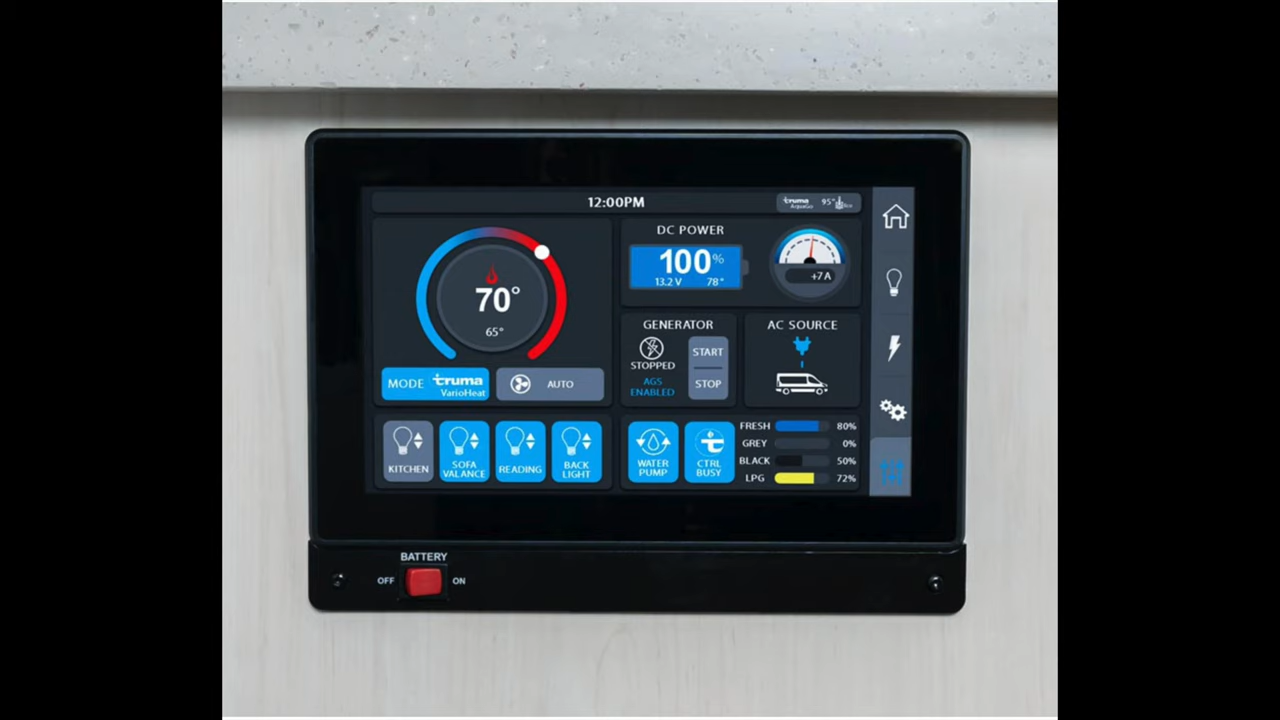 12:00PM
truma
AquaGo
95°
Eco
70°
65°
MODE truma
VarioHeat
AUTO
DC POWER
100%
13.2 V 78°
+7A
GENERATOR
STOPPED
AGS
ENABLED
START
STOP
AC SOURCE
KITCHEN
SOFA
VALANCE
READING
BACK
LIGHT
WATER
PUMP
CTRL
BUSY
FRESH 80%
GREY 0%
BLACK 50%
LPG 72%
BATTERY
OFF ON